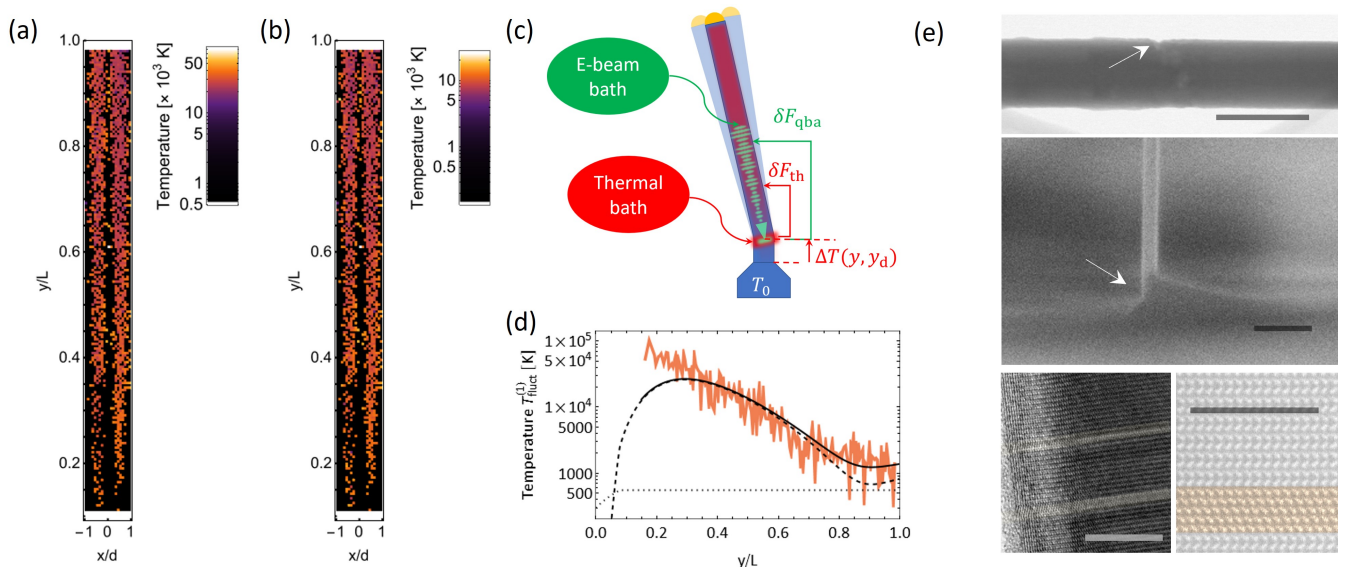 (a)
1.0
0.8
0.6
0.4
0.2
y/L
−1 0 1
x/d
Temperature [× 10³ K]
50
10
5
1
0.5
(b)
1.0
0.8
0.6
0.4
0.2
y/L
−1 0 1
x/d
Temperature [× 10³ K]
10
5
1
(c)
E-beam
bath
δF_qba
δF_th
Thermal
bath
ΔT(y, y_d)
T₀
(d)
Temperature T_fluct^(1) [K]
1×10⁵
5×10⁴
1×10⁴
5000
1000
500
0.0 0.2 0.4 0.6 0.8 1.0
y/L
(e)